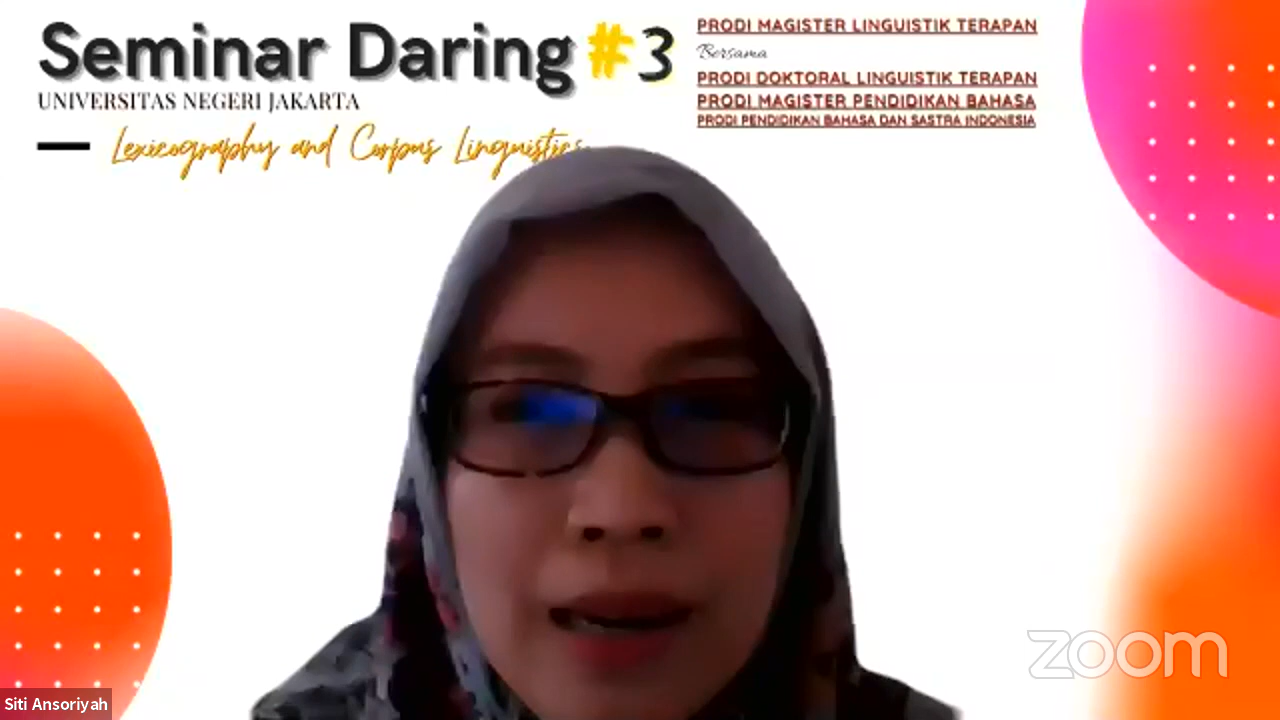 Seminar Daring #3
UNIVERSITAS NEGERI JAKARTA
Lexicography and Corpus Linguistics
PRODI MAGISTER LINGUISTIK TERAPAN
Bersama
PRODI DOKTORAL LINGUISTIK TERAPAN
PRODI MAGISTER PENDIDIKAN BAHASA
PRODI PENDIDIKAN BAHASA DAN SASTRA INDONESIA
zoom
Siti Ansoriyah